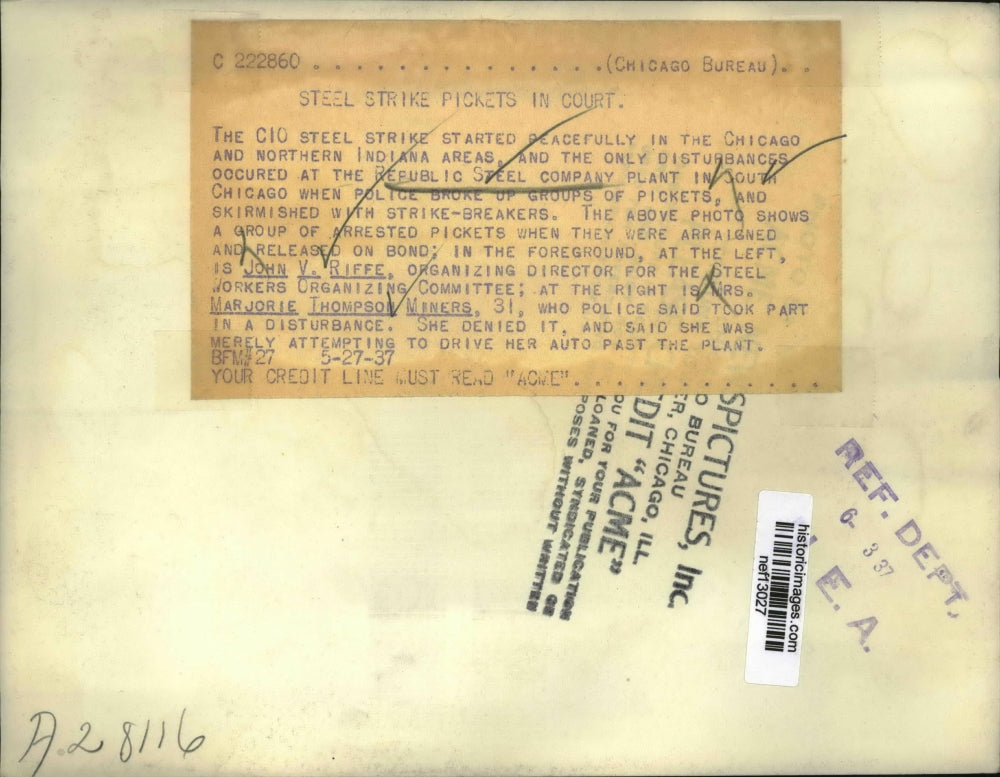 C 222860 . . . . . . . . . . . . . . . (CHICAGO BUREAU). .
STEEL STRIKE PICKETS IN COURT.
THE CIO STEEL STRIKE STARTED PEACEFULLY IN THE CHICAGO
AND NORTHERN INDIANA AREAS, AND THE ONLY DISTURBANCES
OCCURED AT THE REPUBLIC STEEL COMPANY PLANT IN SOUTH
CHICAGO WHEN POLICE BROKE UP GROUPS OF PICKETS, AND
SKIRMISHED WITH STRIKE-BREAKERS. THE ABOVE PHOTO SHOWS
A GROUP OF ARRESTED PICKETS WHEN THEY WERE ARRAIGNED
AND RELEASED ON BOND; IN THE FOREGROUND, AT THE LEFT,
IS JOHN V. RIFFE, ORGANIZING DIRECTOR FOR THE STEEL
WORKERS ORGANIZING COMMITTEE; AT THE RIGHT IS MRS.
MARJORIE THOMPSON MINERS, 31, WHO POLICE SAID TOOK PART
IN A DISTURBANCE. SHE DENIED IT, AND SAID SHE WAS
MERELY ATTEMPTING TO DRIVE HER AUTO PAST THE PLANT.
BFM#27 5-27-37
YOUR CREDIT LINE MUST READ "ACME". . . . . . . . . . . . .
SPICTURES, Inc.
O BUREAU
R, CHICAGO, ILL.
DIT "ACME"
OU FOR YOUR PUBLICATION
LOANED, SYNDICATED OR
POSES WITHOUT WRITTEN
REF. DEPT.
6- 3 37
E. A.
historicimages.com
nef13027
A.28116